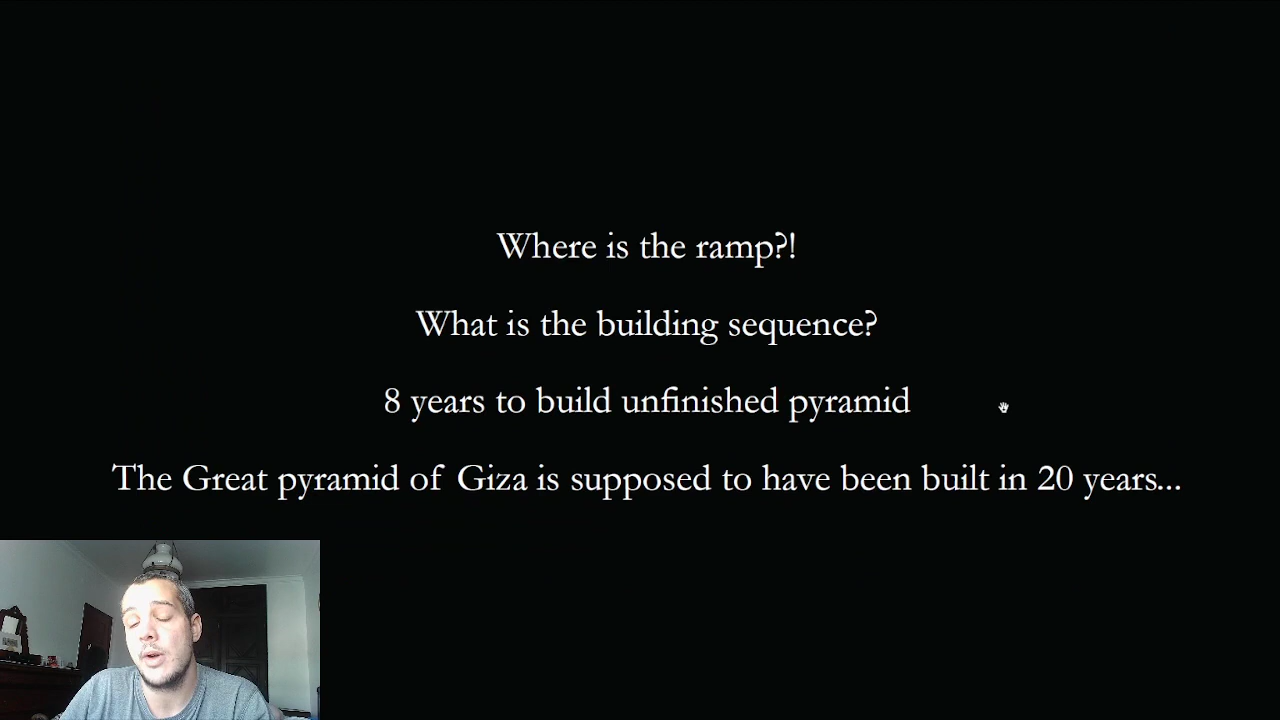 Where is the ramp?!
What is the building sequence?
8 years to build unfinished pyramid
The Great pyramid of Giza is supposed to have been built in 20 years...